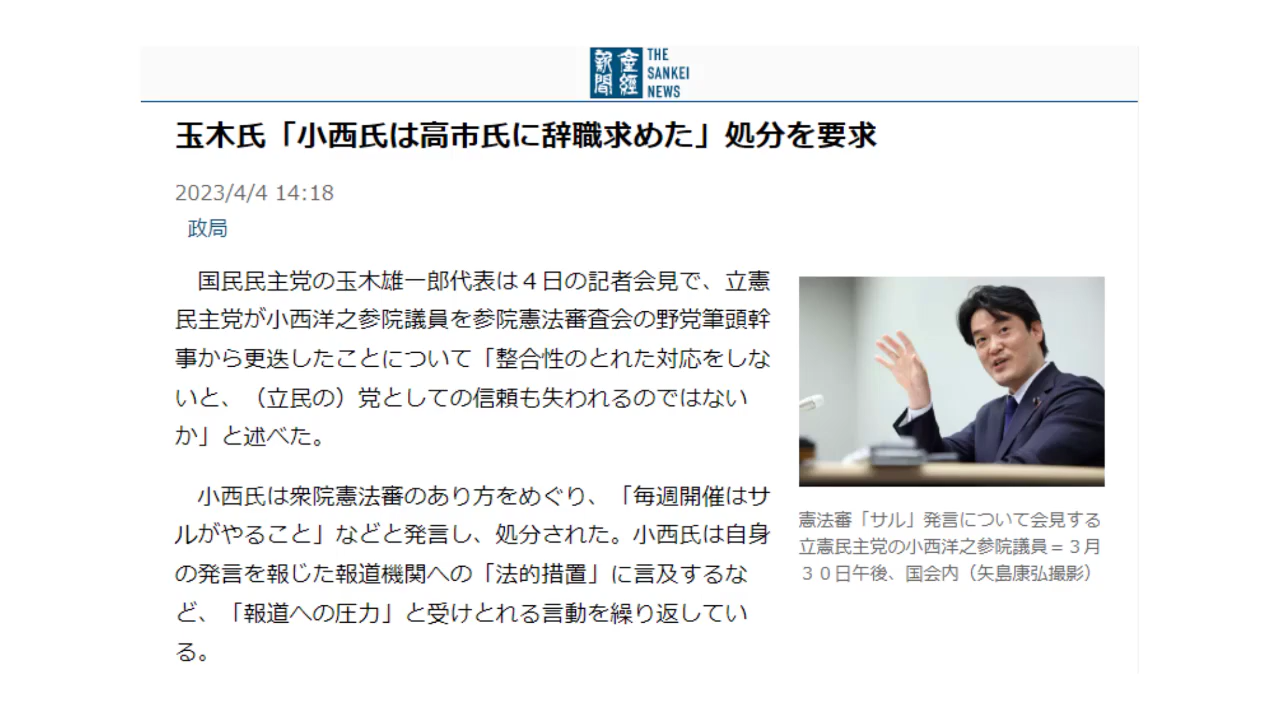 新聞 産經
THE
SANKEI
NEWS
玉木氏「小西氏は高市氏に辞職求めた」処分を要求
2023/4/4 14:18
政局
国民民主党の玉木雄一郎代表は４日の記者会見で、立憲
民主党が小西洋之参院議員を参院憲法審査会の野党筆頭幹
事から更迭したことについて「整合性のとれた対応をしな
いと、（立民の）党としての信頼も失われるのではない
か」と述べた。
小西氏は衆院憲法審のあり方をめぐり、「毎週開催はサ
ルがやること」などと発言し、処分された。小西氏は自身
の発言を報じた報道機関への「法的措置」に言及するな
ど、「報道への圧力」と受けとれる言動を繰り返してい
る。
憲法審「サル」発言について会見する
立憲民主党の小西洋之参院議員＝３月
３０日午後、国会内（矢島康弘撮影）